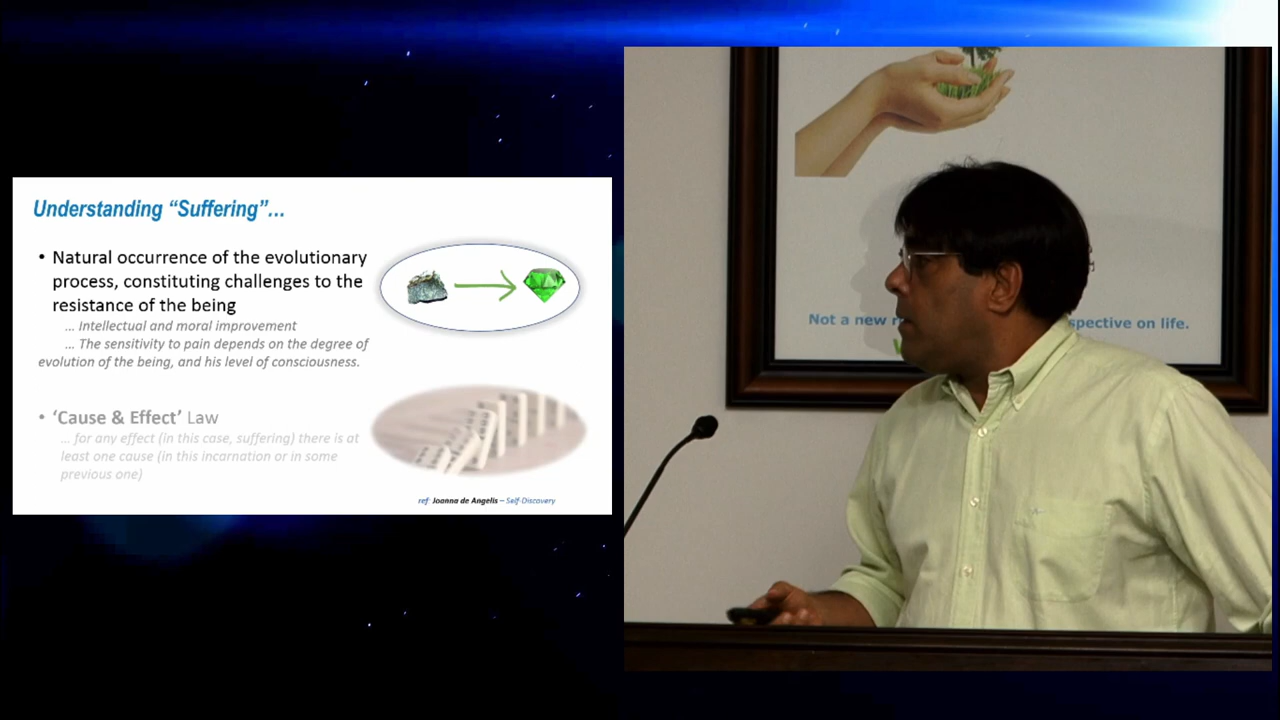 Understanding “Suffering”…
• Natural occurrence of the evolutionary
process, constituting challenges to the
resistance of the being
… Intellectual and moral improvement
… The sensitivity to pain depends on the degree of
evolution of the being, and his level of consciousness.
• ‘Cause & Effect’ Law
… for any effect (in this case, suffering) there is at
least one cause (in this incarnation or in some
previous one)
ref: Joanna de Angelis – Self-Discovery
Not a new
spective on life.